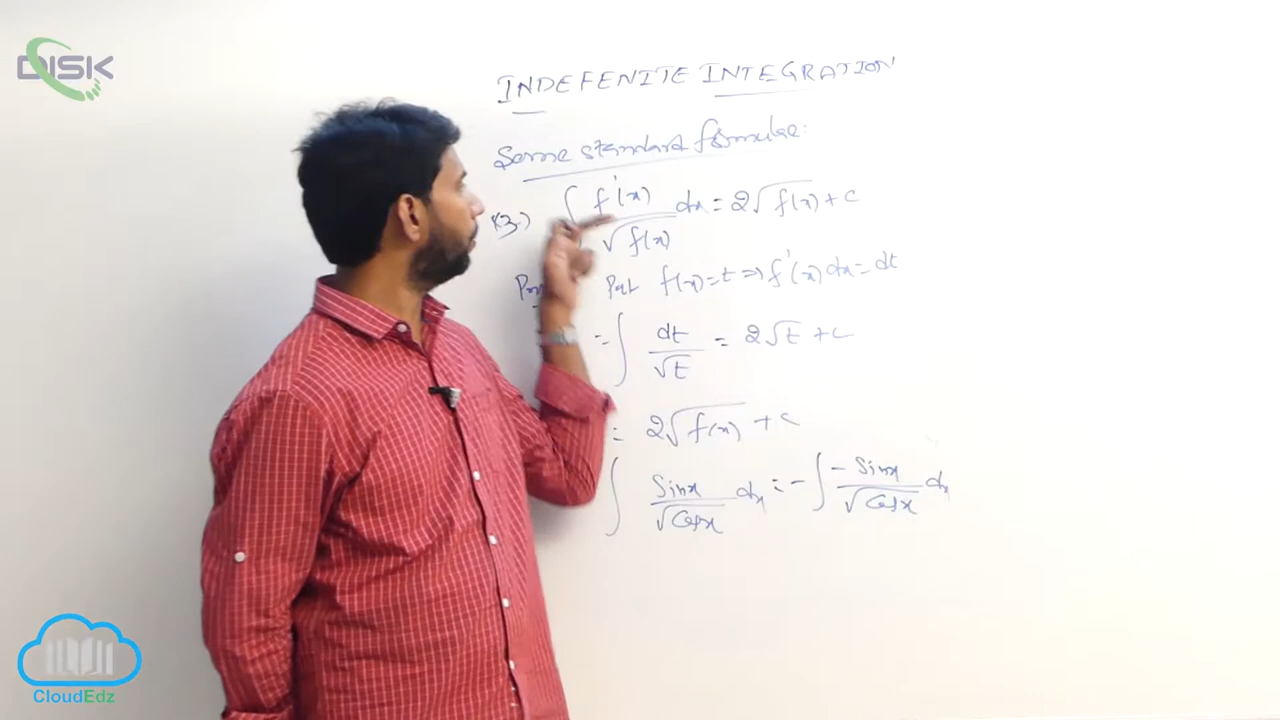 DISK
INDEFENITE INTEGRATION
Some standard formulae:
(3.) ∫ f'(x)/√f(x) dx = 2√f(x) + c
Put f(x) = t ⇒ f'(x) dx = dt
= ∫ dt/√t = 2√t + c
= 2√f(x) + c
∫ Sinx/√Cosx dx = - ∫ -Sinx/√Cosx dx
CloudEdz